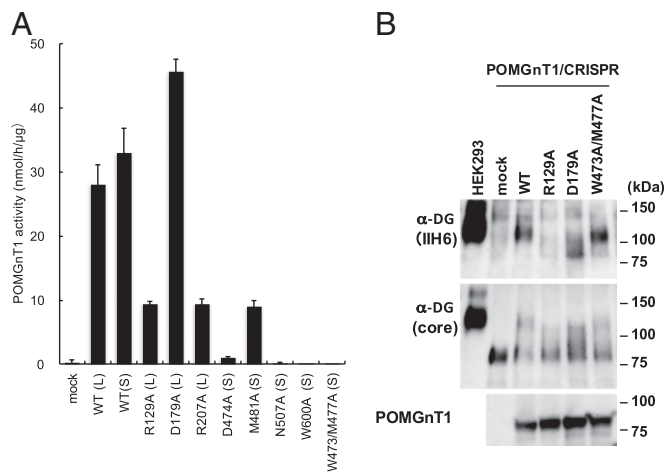 A
50
40
30
20
10
0
POMGnT1 activity (nmol/h/μg)
mock
WT (L)
WT(S)
R129A (L)
D179A (L)
R207A (L)
D474A (S)
M481A (S)
N507A (S)
W600A (S)
W473/M477A (S)
B
POMGnT1/CRISPR
HEK293
mock
WT
R129A
D179A
W473A/M477A
(kDa)
α-DG
(IIH6)
150
100
75
α-DG
(core)
150
100
75
POMGnT1
100
75